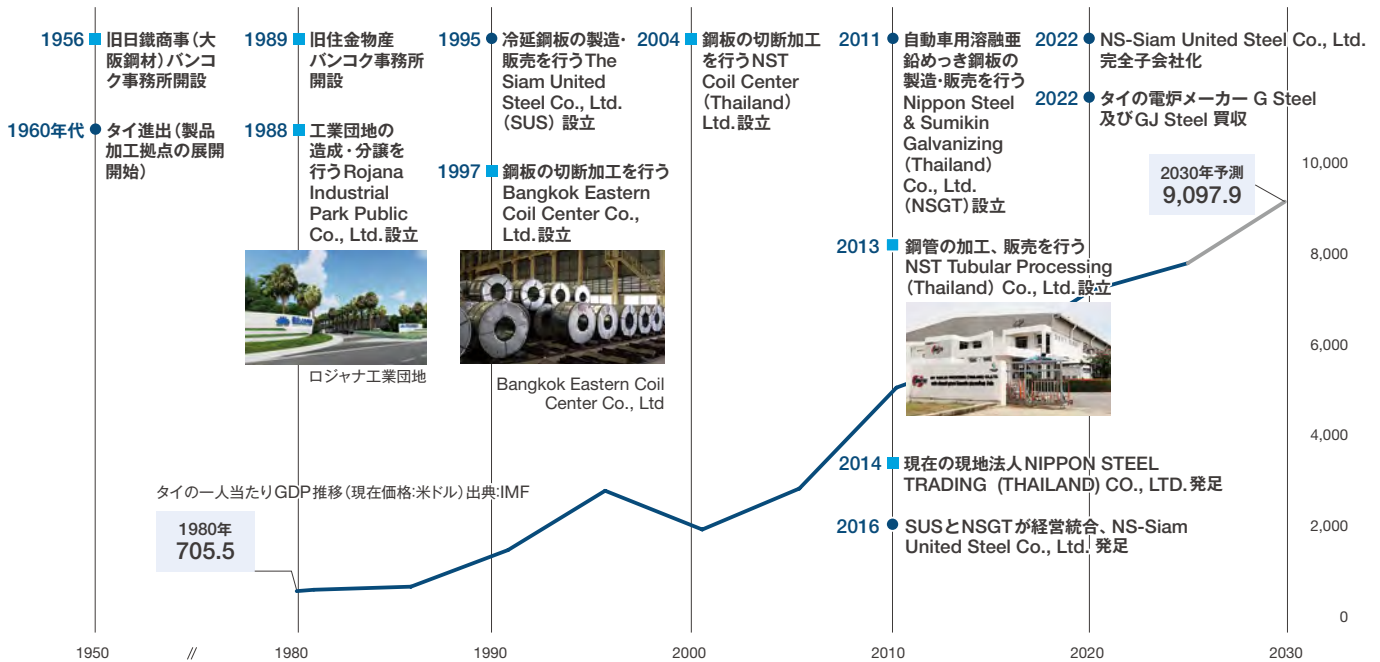 1956 旧日鐵商事（大
阪鋼材）バンコ
ク事務所開設
1960年代 タイ進出（製品
加工拠点の展開
開始）
1989 旧住金物産
バンコク事務所
開設
1988 工業団地の
造成・分譲を
行うRojana
Industrial
Park Public
Co., Ltd.設立
ロジャナ工業団地
1995 冷延鋼板の製造・
販売を行うThe
Siam United
Steel Co., Ltd.
（SUS）設立
1997 鋼板の切断加工を行う
Bangkok Eastern
Coil Center Co.,
Ltd.設立
Bangkok Eastern Coil
Center Co., Ltd
2004 鋼板の切断加工
を行うNST
Coil Center
（Thailand）
Ltd.設立
2011 自動車用溶融亜
鉛めっき鋼板の
製造・販売を行う
Nippon Steel
& Sumikin
Galvanizing
（Thailand）
Co., Ltd.
（NSGT）設立
2013 鋼管の加工、販売を行う
NST Tubular Processing
（Thailand）Co., Ltd.設立
2014 現在の現地法人NIPPON STEEL
TRADING (THAILAND) CO., LTD.発足
2016 SUSとNSGTが経営統合、NS-Siam
United Steel Co., Ltd. 発足
2022 NS-Siam United Steel Co., Ltd.
完全子会社化
2022 タイの電炉メーカー G Steel
及びGJ Steel 買収
2030年予測
9,097.9
タイの一人当たりGDP推移（現在価格：米ドル）出典：IMF
1980年
705.5
10,000
8,000
6,000
4,000
2,000
0
1950 // 1980 1990 2000 2010 2020 2030